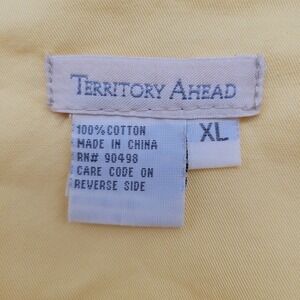 TERRITORY AHEAD
XL
100% COTTON
MADE IN CHINA
RN# 90498
CARE CODE ON
REVERSE SIDE